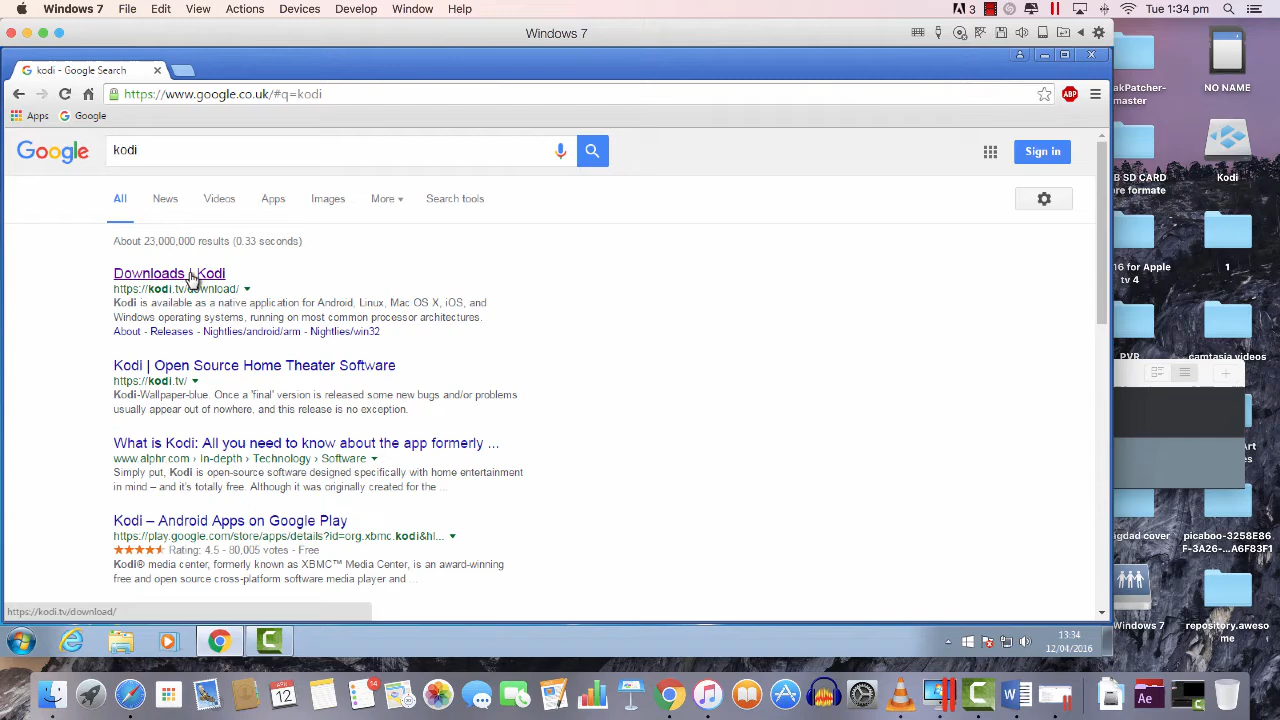 Windows 7 File Edit View Actions Devices Develop Window Help 3 Tue 1:34 pm
Windows 7
kodi - Google Search
https://www.google.co.uk/#q=kodi
Apps Google
Google kodi Sign in
All News Videos Apps Images More Search tools
About 23,000,000 results (0.33 seconds)
Downloads Kodi
https://kodi.tv/download/
Kodi is available as a native application for Android, Linux, Mac OS X, iOS, and
Windows operating systems, running on most common processor architectures.
About - Releases - Nightlies/android/arm - Nightlies/win32
Kodi | Open Source Home Theater Software
https://kodi.tv/
Kodi-Wallpaper-blue. Once a 'final' version is released some new bugs and/or problems
usually appear out of nowhere, and this release is no exception.
What is Kodi: All you need to know about the app formerly ...
www.alphr.com › In-depth › Technology › Software
Simply put, Kodi is open-source software designed specifically with home entertainment
in mind – and it's totally free. Although it was originally created for the ...
Kodi – Android Apps on Google Play
https://play.google.com/store/apps/details?id=org.xbmc.kodi&hl...
Rating: 4.5 - 80,005 votes - Free
Kodi® media center, formerly known as XBMC™ Media Center, is an award-winning
free and open source cross-platform software media player and ...
https://kodi.tv/download/
13:34
12/04/2016
akPatcher-
master
NO NAME
B SD CARD
re formate
Kodi
16 for Apple
tv 4
1
PVR
camtasia videos
Art
es
agdad cover
picaboo-3258E86
F-3A26-...A6F83F1
Windows 7
repository.aweso
me
ABP
12
14
W
Ae